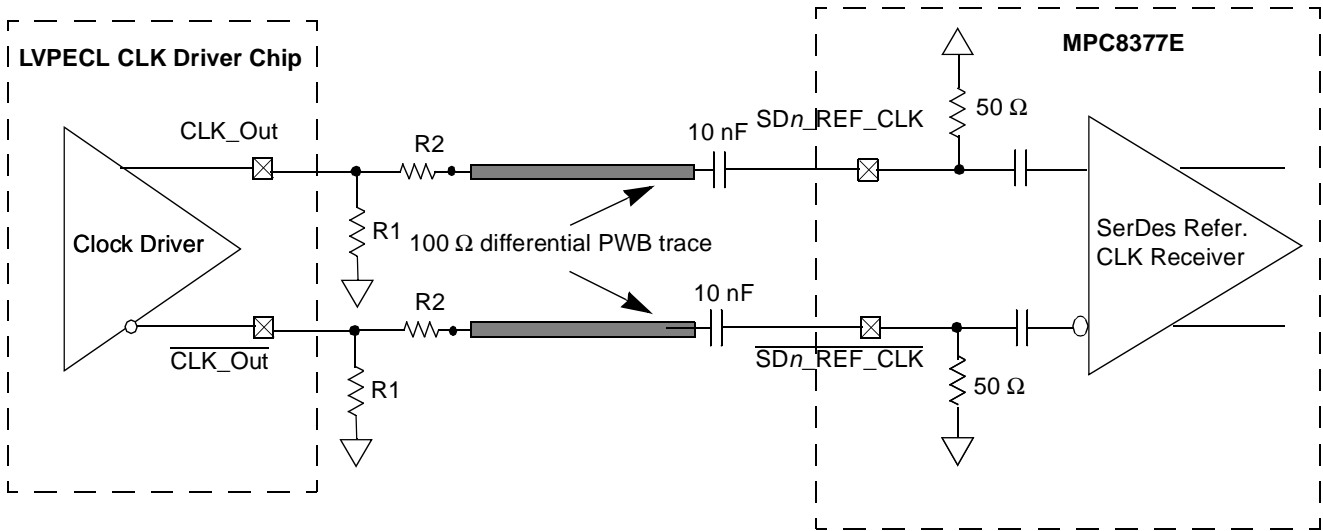 LVPECL CLK Driver Chip
MPC8377E
CLK_Out
R2
10 nF
SDn_REF_CLK
50 Ω
Clock Driver
R1
100 Ω differential PWB trace
SerDes Refer.
CLK Receiver
R2
10 nF
CLK_Out
SDn_REF_CLK
R1
50 Ω